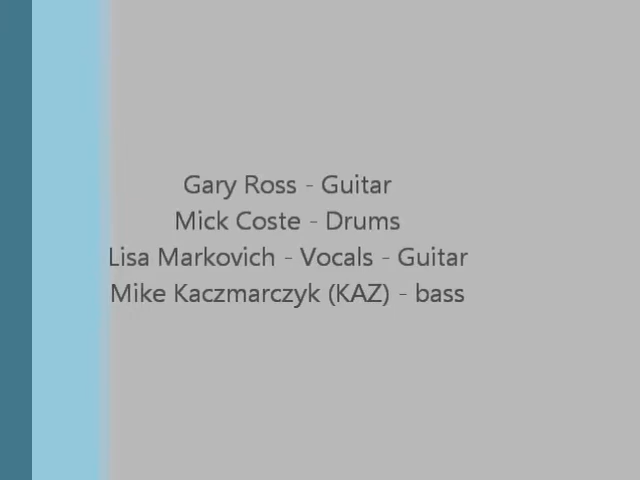 Gary Ross - Guitar
Mick Coste - Drums
Lisa Markovich - Vocals - Guitar
Mike Kaczmarczyk (KAZ) - bass